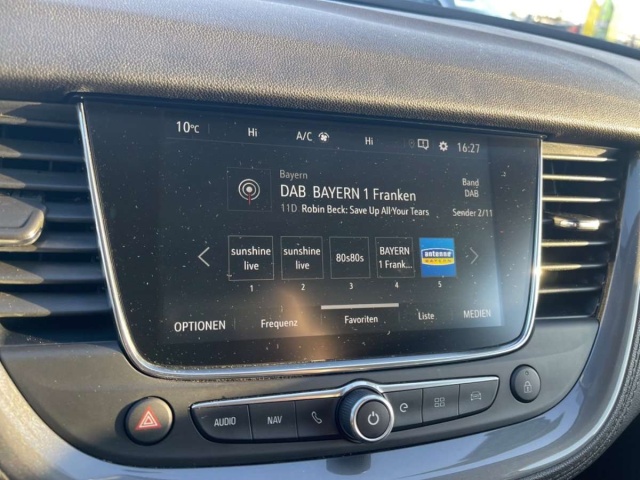 10°C Hi A/C Hi 16:27
Bayern
DAB BAYERN 1 Franken
11D Robin Beck: Save Up All Your Tears
Band
DAB
Sender 2/11
sunshine live
sunshine live
80s80s
BAYERN 1 Frank...
antenne BAYERN
1 2 3 4 5
OPTIONEN Frequenz Favoriten Liste MEDIEN
AUDIO NAV